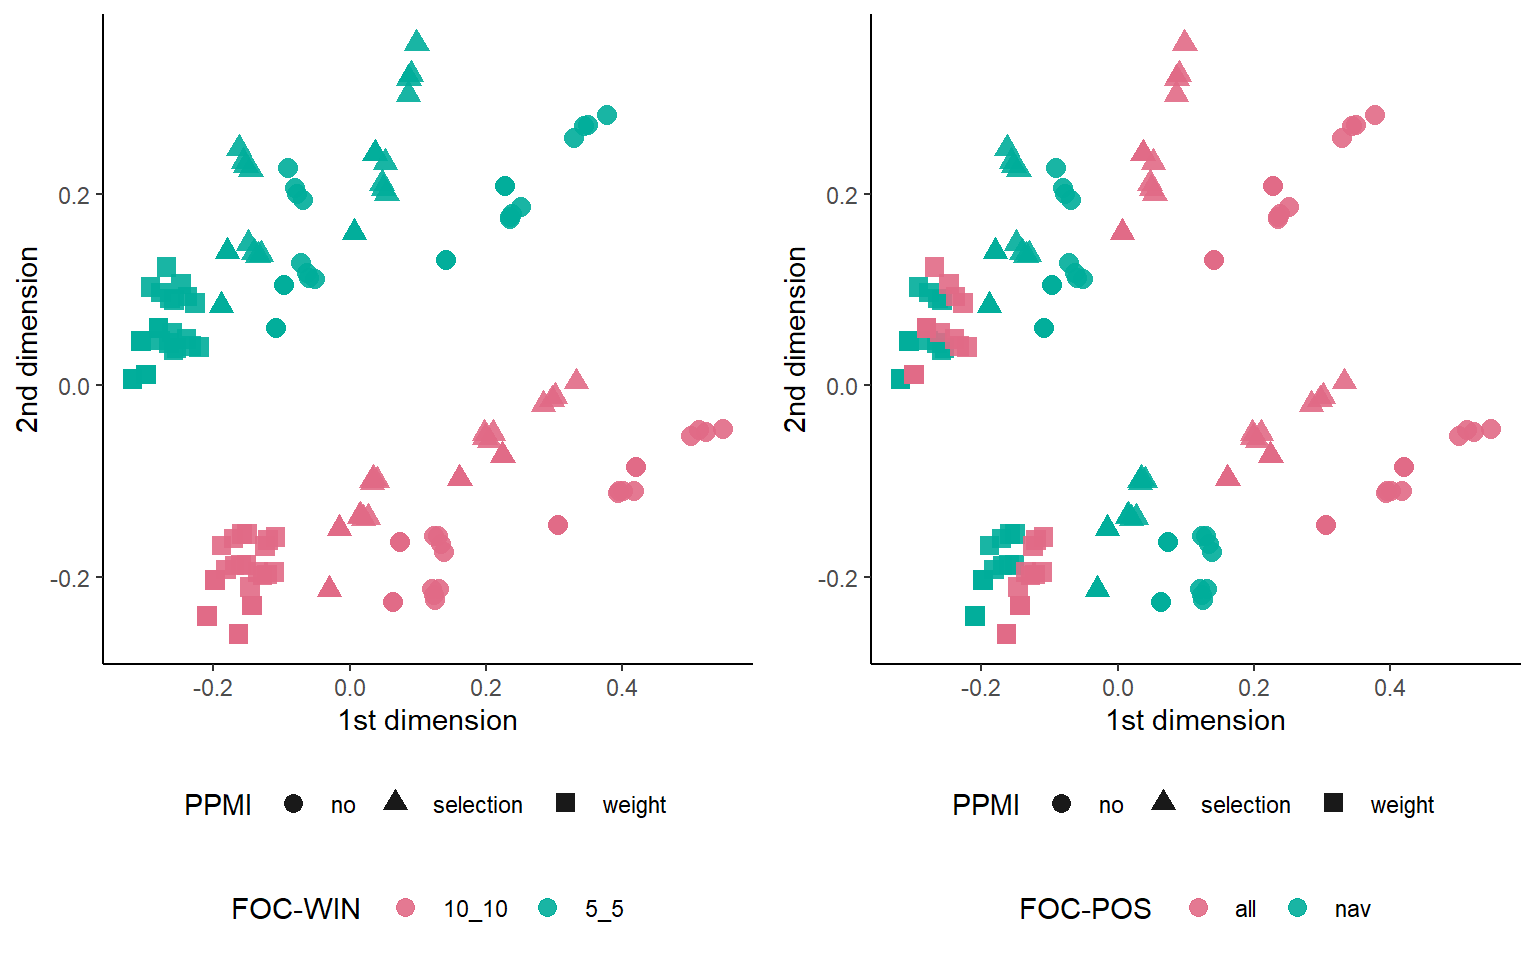 2nd dimension
0.2
0.0
-0.2
-0.2 0.0 0.2 0.4
1st dimension
PPMI no selection weight
FOC-WIN 10_10 5_5
2nd dimension
0.2
0.0
-0.2
-0.2 0.0 0.2 0.4
1st dimension
PPMI no selection weight
FOC-POS all nav